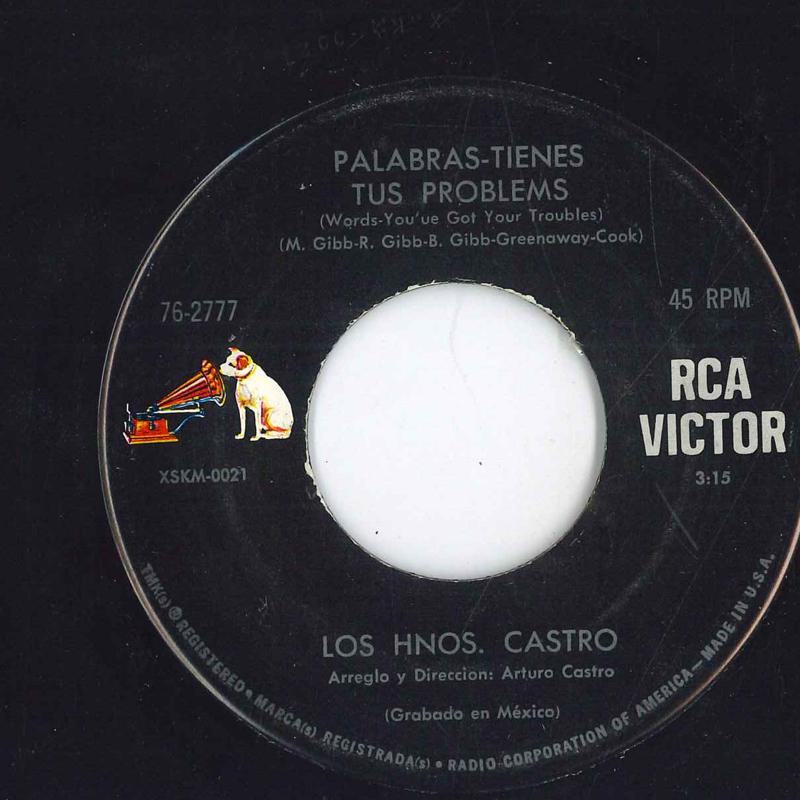 PALABRAS-TIENES
TUS PROBLEMS
(Words-You'ue Got Your Troubles)
(M. Gibb-R. Gibb-B. Gibb-Greenaway-Cook)
76-2777
45 RPM
RCA
VICTOR
XSKM-0021
3:15
LOS HNOS. CASTRO
Arreglo y Direccion: Arturo Castro
(Grabado en México)
TMK(s) ® REGISTERED • MARCA(s) REGISTRADA(s) • RADIO CORPORATION OF AMERICA—MADE IN U.S.A.